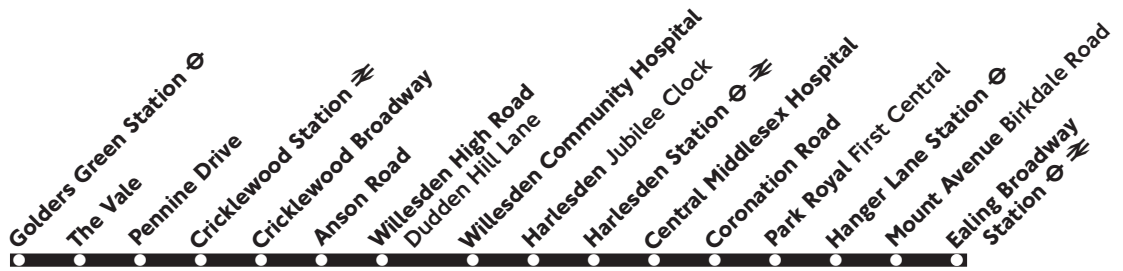 Golders Green Station
The Vale
Pennine Drive
Cricklewood Station
Cricklewood Broadway
Anson Road
Willesden High Road
Dudden Hill Lane
Willesden Community Hospital
Harlesden Jubilee Clock
Harlesden Station
Central Middlesex Hospital
Coronation Road
Park Royal First Central
Hanger Lane Station
Mount Avenue Birkdale Road
Ealing Broadway
Station